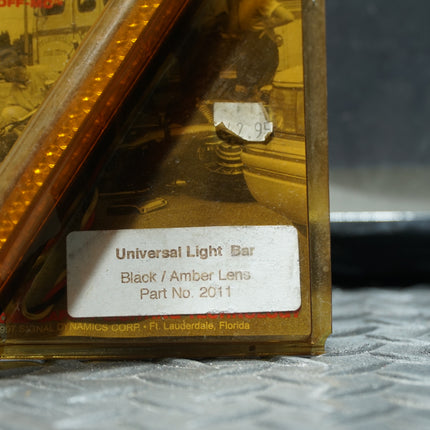 Universal Light Bar
Black / Amber Lens
Part No. 2011
SIGNAL DYNAMICS CORP. • Ft. Lauderdale, Florida